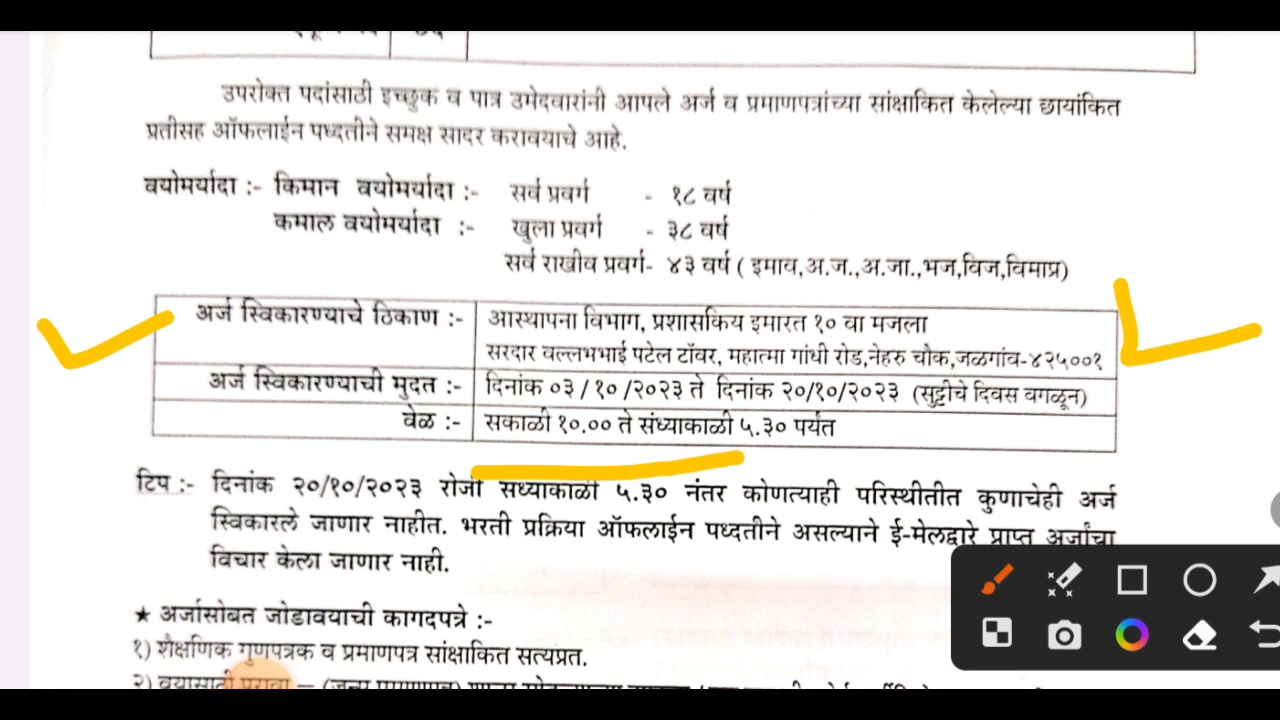 उपरोक्त पदांसाठी इच्छुक व पात्र उमेदवारांनी आपले अर्ज व प्रमाणपत्रांच्या सांक्षाकित केलेल्या छायांकित
प्रतीसह ऑफलाईन पध्दतीने समक्ष सादर करावयाचे आहे.
वयोमर्यादा :- किमान वयोमर्यादा :- सर्व प्रवर्ग - १८ वर्ष
कमाल वयोमर्यादा :- खुला प्रवर्ग - ३८ वर्ष
सर्व राखीव प्रवर्ग- ४३ वर्ष ( इमाव,अ.ज.,अ.जा.,भज,विज,विमाप्र)
अर्ज स्विकारण्याचे ठिकाण :- आस्थापना विभाग, प्रशासकिय इमारत १० वा मजला
सरदार वल्लभभाई पटेल टॉवर, महात्मा गांधी रोड,नेहरु चौक,जळगांव-४२५००१
अर्ज स्विकारण्याची मुदत :- दिनांक ०३ / १० /२०२३ ते दिनांक २०/१०/२०२३ (सुट्टीचे दिवस वगळून)
वेळ :- सकाळी १०.०० ते संध्याकाळी ५.३० पर्यंत
टिप :- दिनांक २०/१०/२०२३ रोजी सध्याकाळी ५.३० नंतर कोणत्याही परिस्थीतीत कुणाचेही अर्ज
स्विकारले जाणार नाहीत. भरती प्रक्रिया ऑफलाईन पध्दतीने असल्याने ई-मेलद्वारे प्राप्त अर्जांचा
विचार केला जाणार नाही.
★ अर्जासोबत जोडावयाची कागदपत्रे :-
१) शैक्षणिक गुणपत्रक व प्रमाणपत्र सांक्षाकित सत्यप्रत.